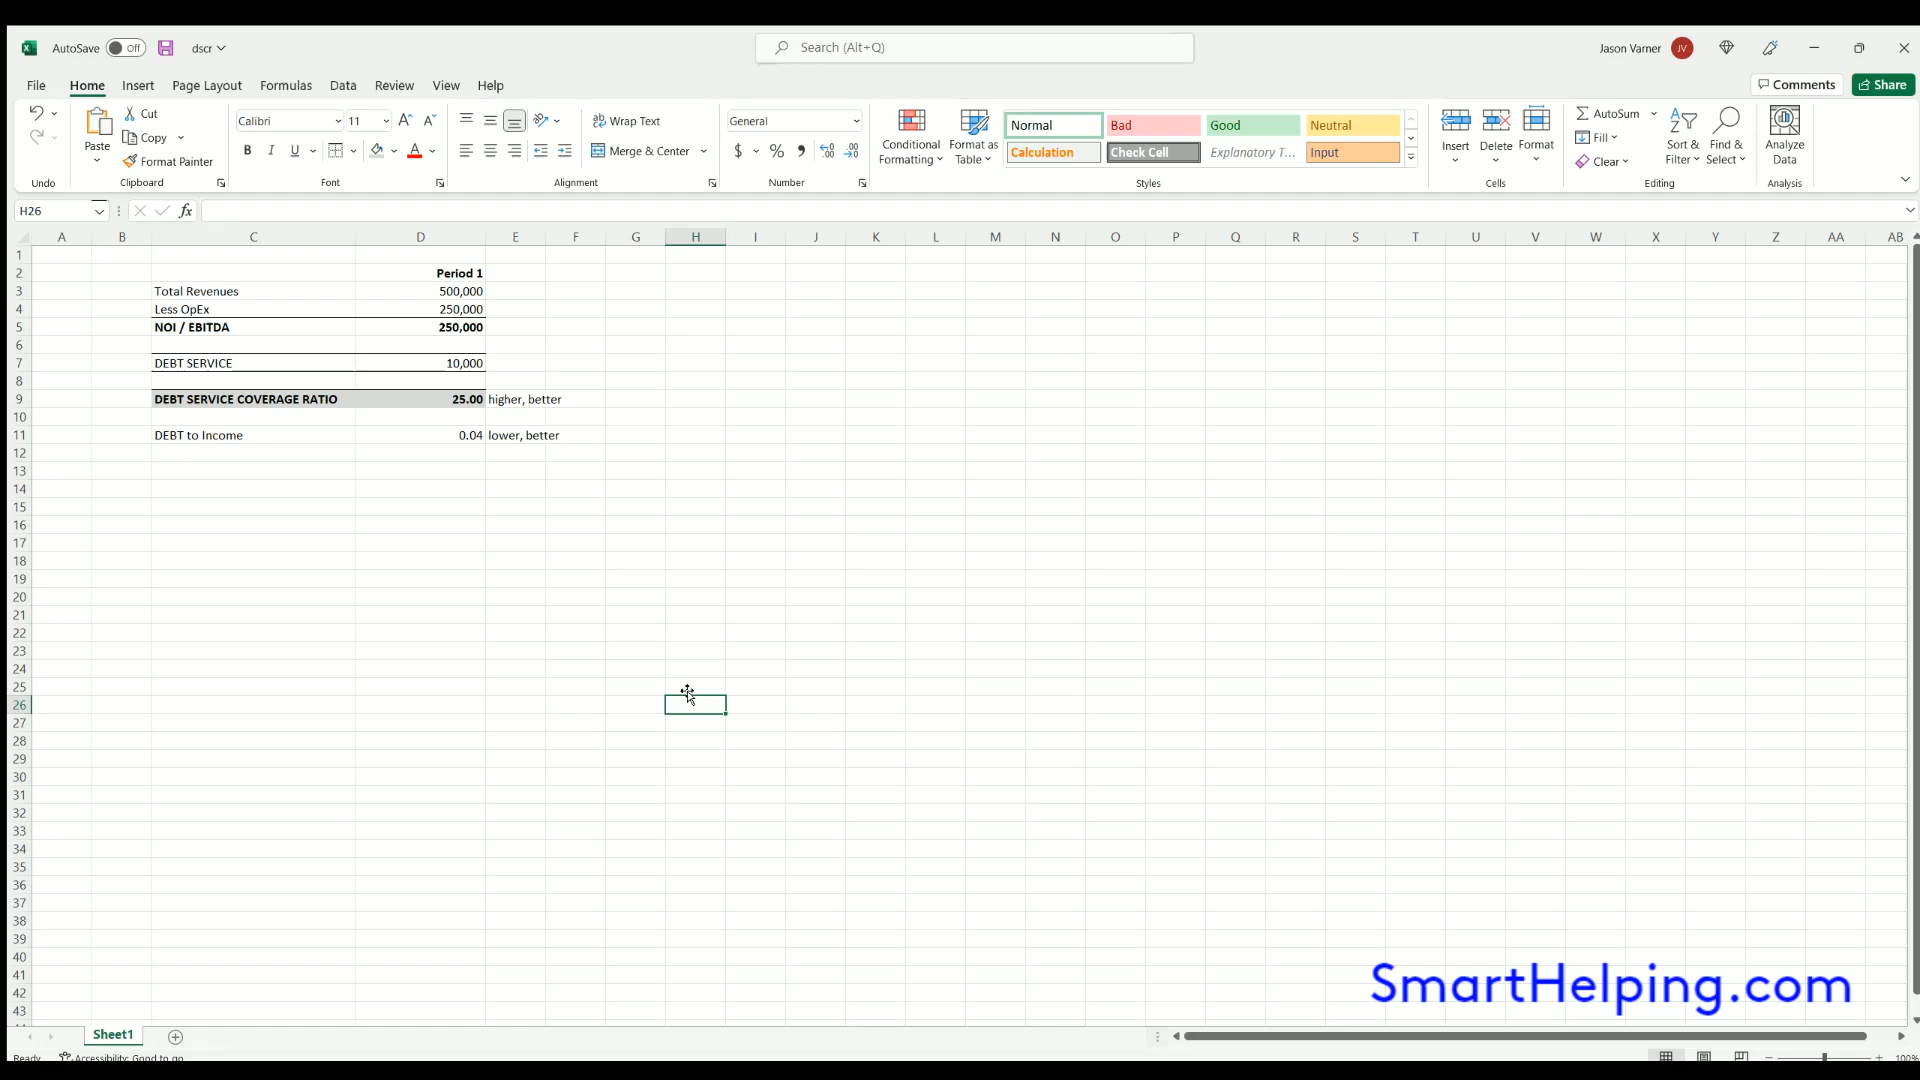 AutoSave Off dscr Search (Alt+Q) Jason Varner JV
File Home Insert Page Layout Formulas Data Review View Help Comments Share
Paste
Cut
Copy
Format Painter
Calibri 11
B I U
Wrap Text
Merge & Center
General
$ % 9
Conditional Formatting
Format as Table
Normal Bad Good Neutral
Calculation Check Cell Explanatory T... Input
Insert Delete Format
AutoSum
Fill
Clear
Sort & Filter
Find & Select
Analyze Data
Undo Clipboard Font Alignment Number Styles Cells Editing Analysis
H26 fx
A B C D E F G H I J K L M N O P Q R S T U V W X Y Z AA AB
1
2 Period 1
3 Total Revenues 500,000
4 Less OpEx 250,000
5 NOI / EBITDA 250,000
6
7 DEBT SERVICE 10,000
8
9 DEBT SERVICE COVERAGE RATIO 25.00 higher, better
10
11 DEBT to Income 0.04 lower, better
12
13
14
15
16
17
18
19
20
21
22
23
24
25
26
27
28
29
30
31
32
33
34
35
36
37
38
39
40
41
42
43
SmartHelping.com
Sheet1
Ready Accessibility: Good to go 100%